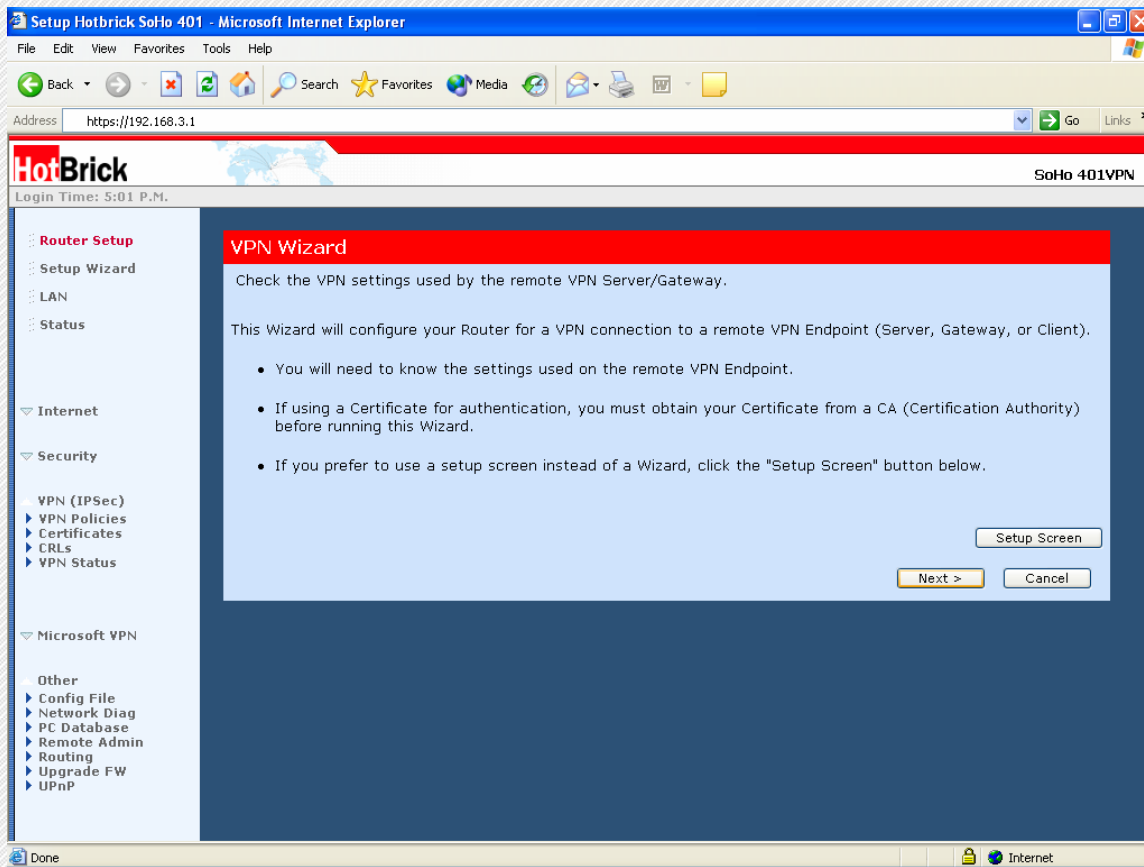 Setup Hotbrick SoHo 401 - Microsoft Internet Explorer
File Edit View Favorites Tools Help
Back Search Favorites Media
Address https://192.168.3.1 Go Links
HotBrick
SoHo 401VPN
Login Time: 5:01 P.M.
Router Setup
Setup Wizard
LAN
Status
Internet
Security
VPN (IPSec)
VPN Policies
Certificates
CRLs
VPN Status
Microsoft VPN
Other
Config File
Network Diag
PC Database
Remote Admin
Routing
Upgrade FW
UPnP
VPN Wizard
Check the VPN settings used by the remote VPN Server/Gateway.
This Wizard will configure your Router for a VPN connection to a remote VPN Endpoint (Server, Gateway, or Client).
• You will need to know the settings used on the remote VPN Endpoint.
• If using a Certificate for authentication, you must obtain your Certificate from a CA (Certification Authority)
before running this Wizard.
• If you prefer to use a setup screen instead of a Wizard, click the "Setup Screen" button below.
Setup Screen
Next > Cancel
Done Internet